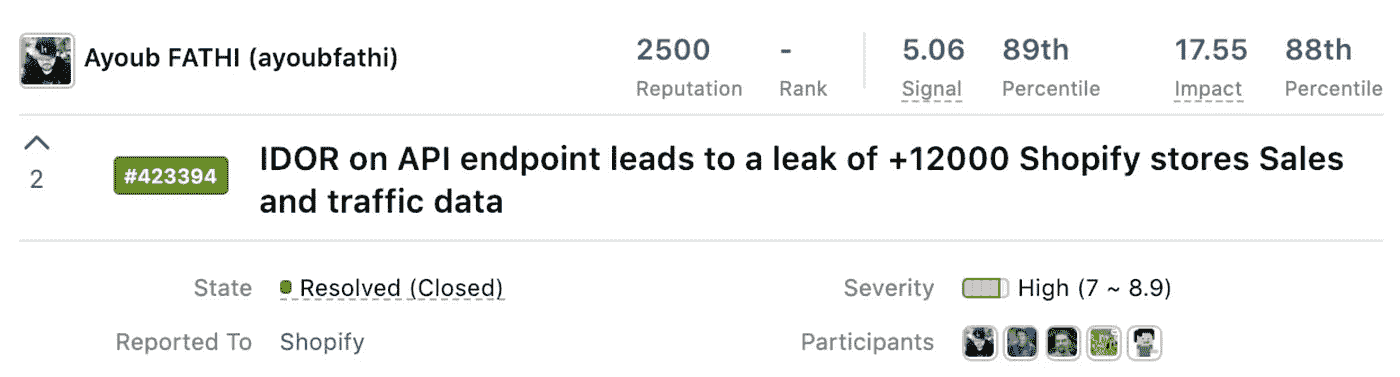 Ayoub FATHI (ayoubfathi)
2500 - 5.06 89th 17.55 88th
Reputation Rank Signal Percentile Impact Percentile
2
#423394
IDOR on API endpoint leads to a leak of +12000 Shopify stores Sales
and traffic data
State Resolved (Closed)
Severity High (7 ~ 8.9)
Reported To Shopify
Participants